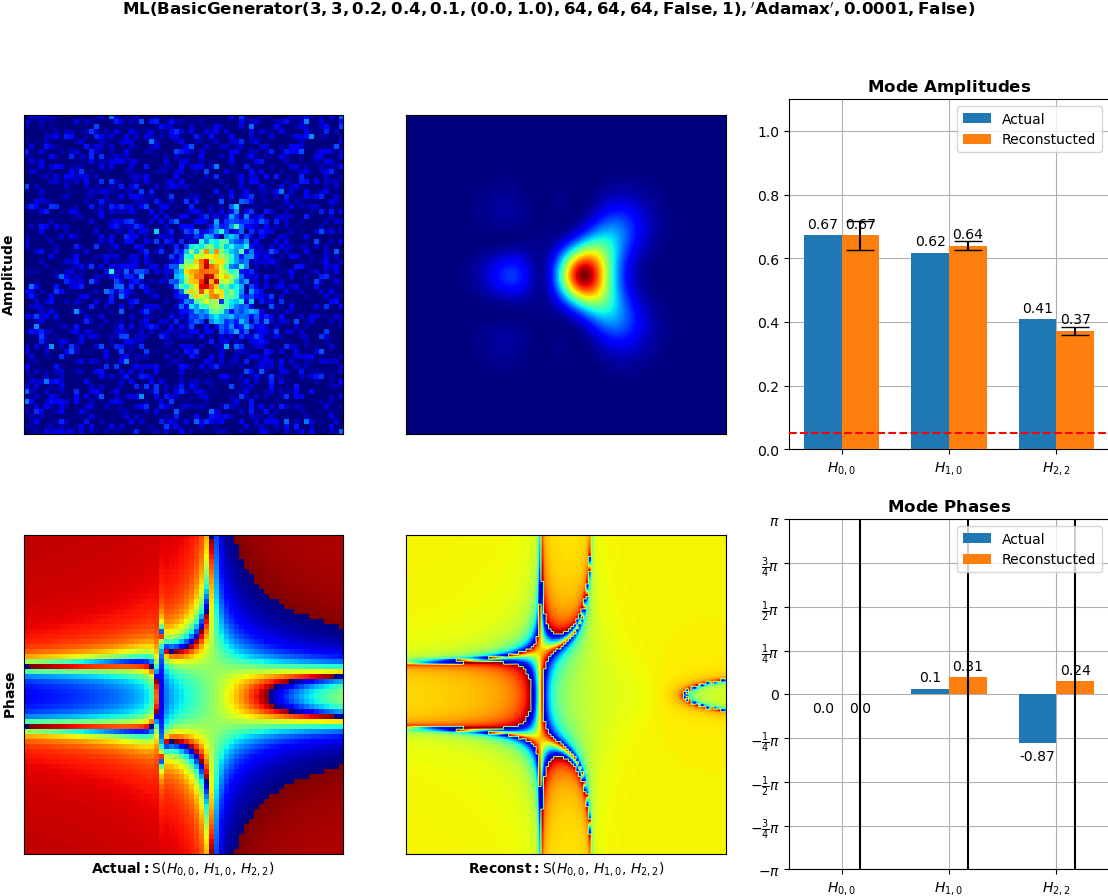 ML(BasicGenerator(3, 3, 0.2, 0.4, 0.1, (0.0, 1.0), 64, 64, 64, False, 1), ′Adamax′, 0.0001, False)
Amplitude
Mode Amplitudes
Actual
Reconstucted
1.0
0.8
0.6
0.4
0.2
0.0
0.67 0.67
0.62 0.64
0.41 0.37
H0,0 H1,0 H2,2
Phase
Actual: S(H0,0, H1,0, H2,2)
Reconst: S(H0,0, H1,0, H2,2)
Mode Phases
Actual
Reconstucted
π
3/4π
1/2π
1/4π
0
−1/4π
−1/2π
−3/4π
−π
0.0 0.0
0.1 0.31
-0.87 0.24
H0,0 H1,0 H2,2